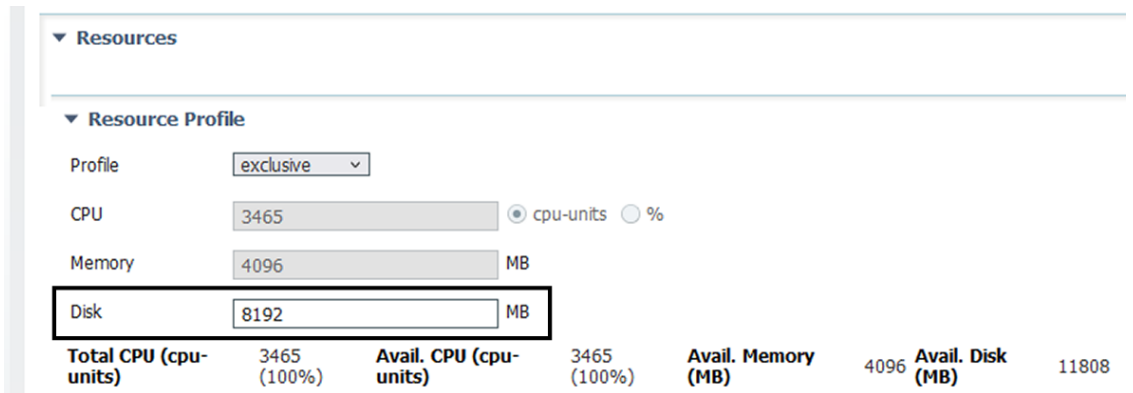 Resources
Resource Profile
Profile exclusive
CPU 3465 cpu-units %
Memory 4096 MB
Disk 8192 MB
Total CPU (cpu- 3465 Avail. CPU (cpu- 3465 Avail. Memory 4096 Avail. Disk 11808
units) (100%) units) (100%) (MB) (MB)